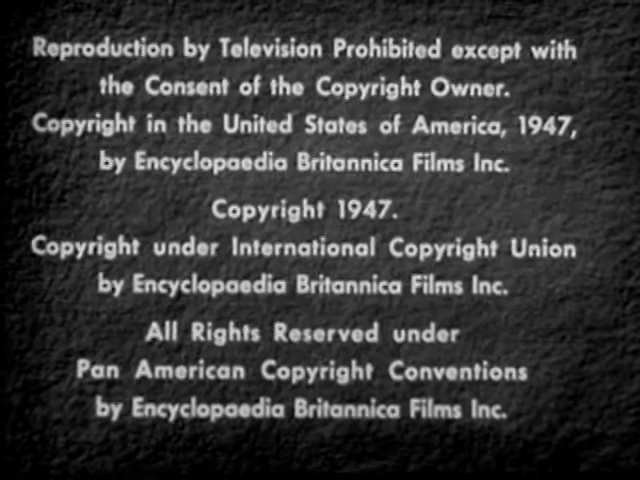 Reproduction by Television Prohibited except with
the Consent of the Copyright Owner.
Copyright in the United States of America, 1947,
by Encyclopaedia Britannica Films Inc.
Copyright 1947.
Copyright under International Copyright Union
by Encyclopaedia Britannica Films Inc.
All Rights Reserved under
Pan American Copyright Conventions
by Encyclopaedia Britannica Films Inc.